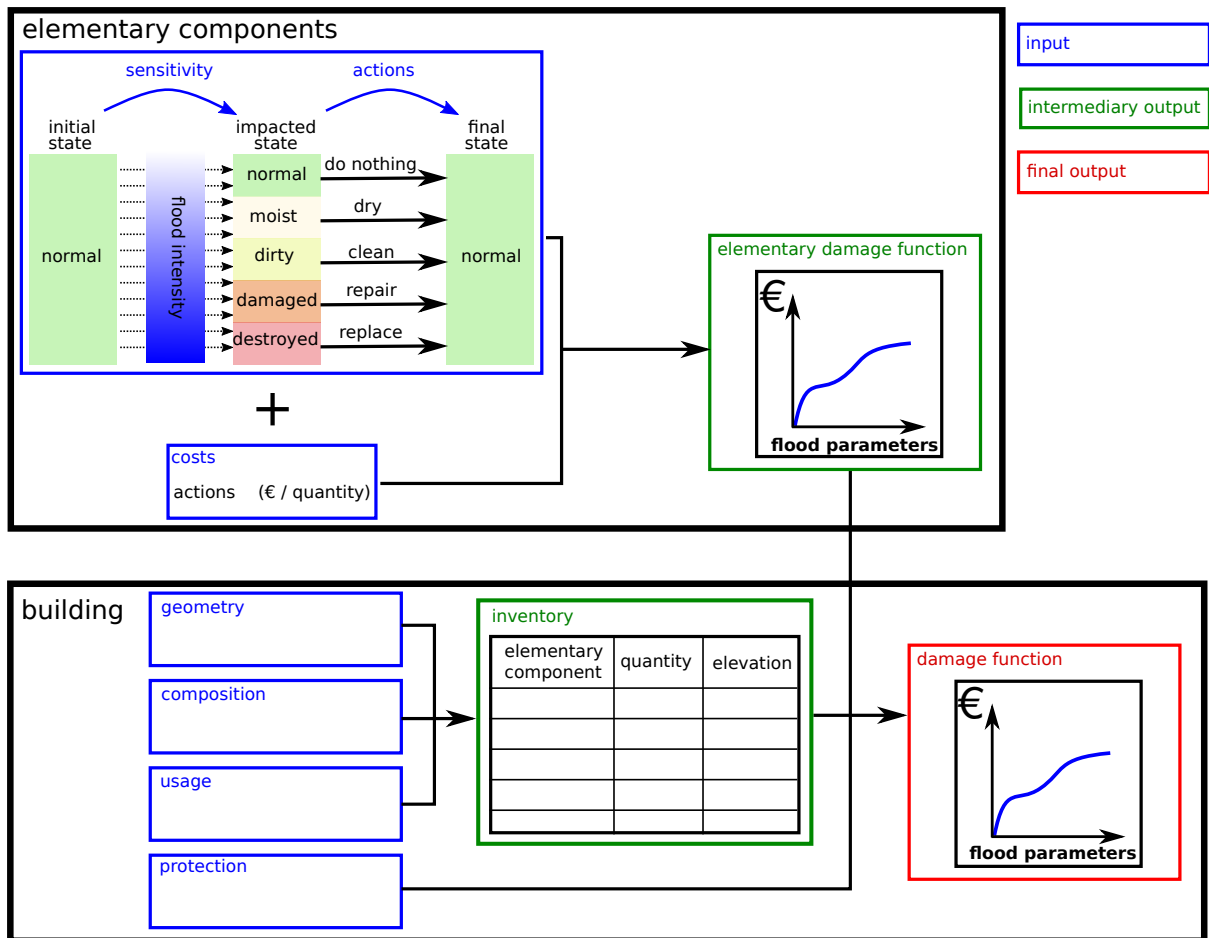 elementary components
sensitivity
actions
initial
state
impacted
state
final
state
normal
flood intensity
normal
moist
dirty
damaged
destroyed
do nothing
dry
clean
repair
replace
normal
+
costs
actions (€ / quantity)
elementary damage function
€
flood parameters
input
intermediary output
final output
building
geometry
composition
usage
protection
inventory
elementary
component
quantity
elevation
damage function
€
flood parameters